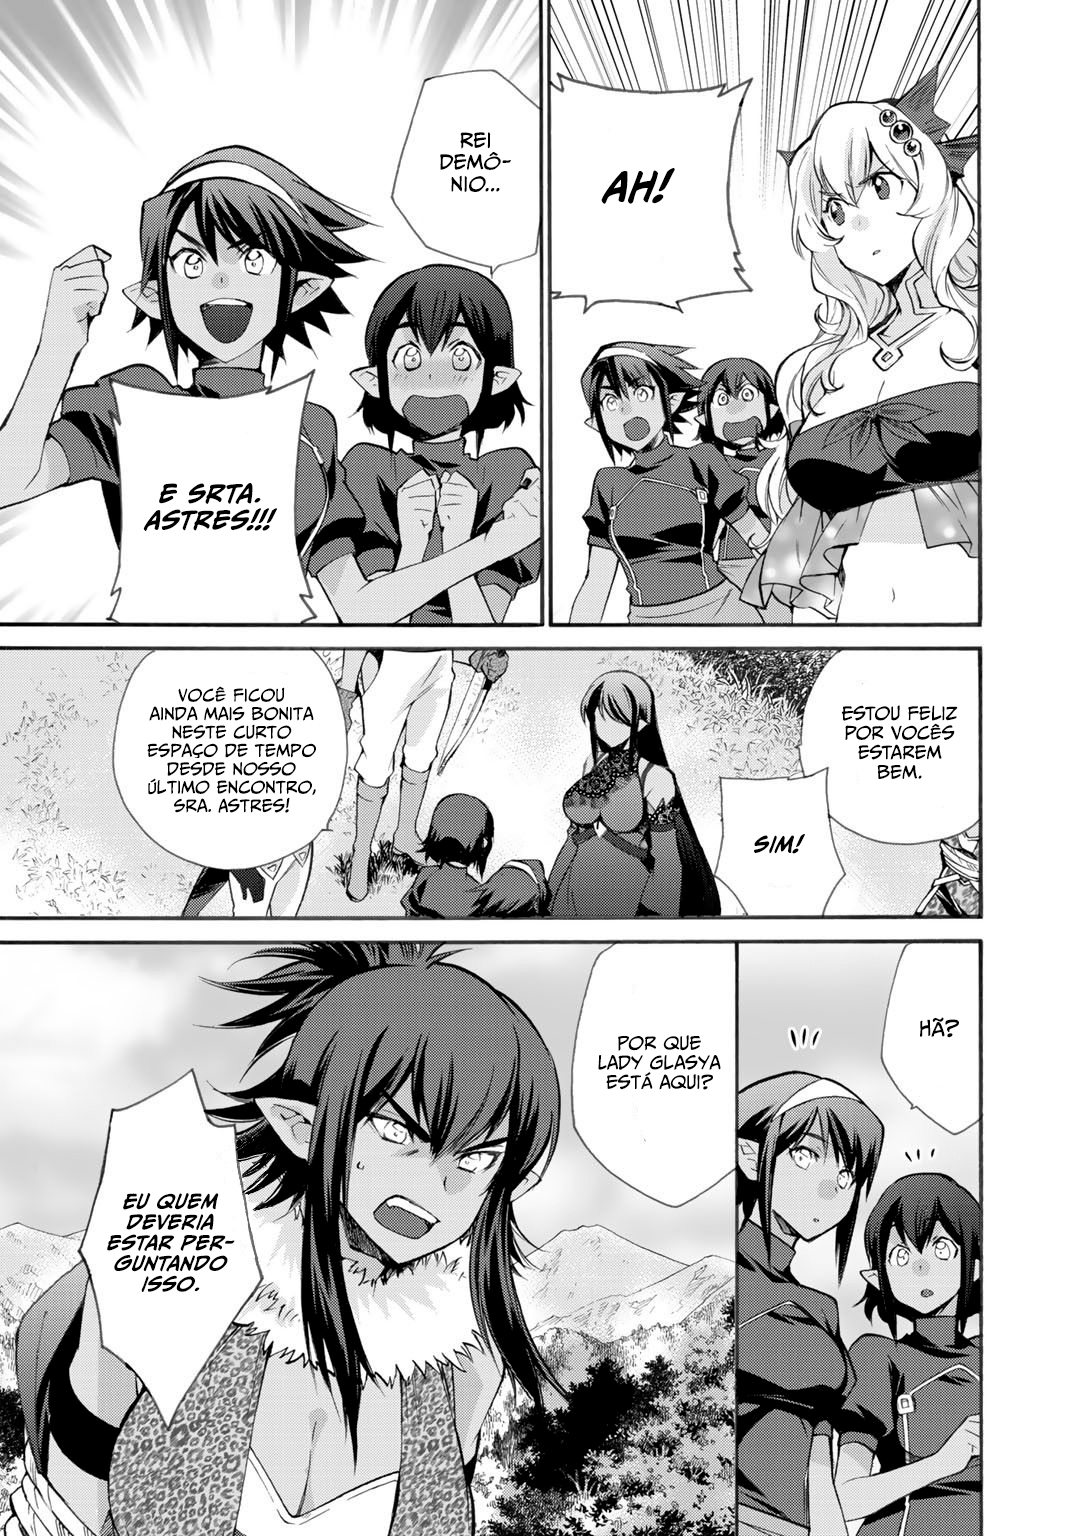 AH!
REI
DEMÔ-
NIO...
E SRTA.
ASTRES!!!
ESTOU FELIZ
POR VOCÊS
ESTAREM
BEM.
SIM!
VOCÊ FICOU
AINDA MAIS BONITA
NESTE CURTO
ESPAÇO DE TEMPO
DESDE NOSSO
ÚLTIMO ENCONTRO,
SRA. ASTRES!
HÃ?
POR QUE
LADY GLASYA
ESTÁ AQUI?
EU QUEM
DEVERIA
ESTAR PER-
GUNTANDO
ISSO.